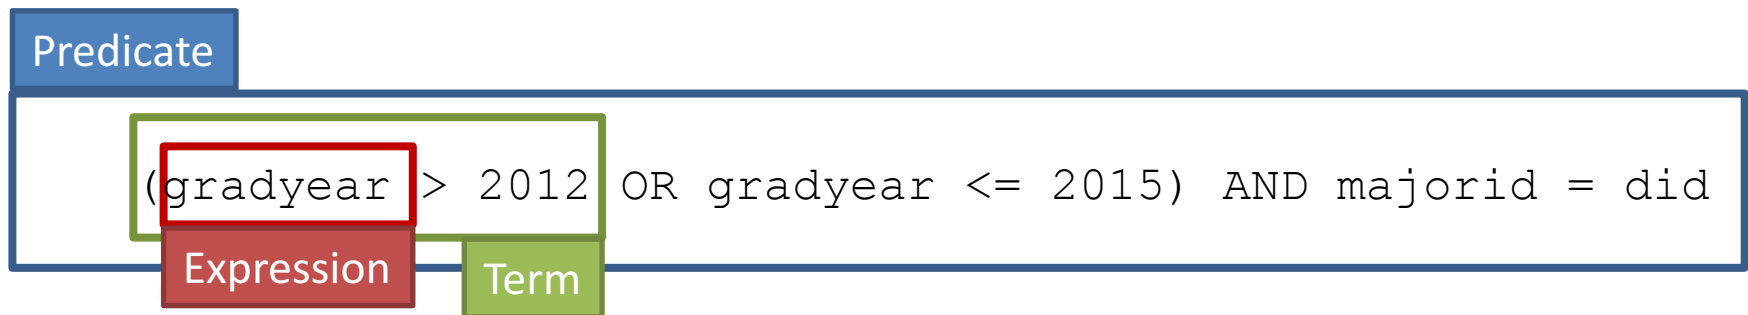 Predicate
(gradyear > 2012 OR gradyear <= 2015) AND majorid = did
Expression
Term